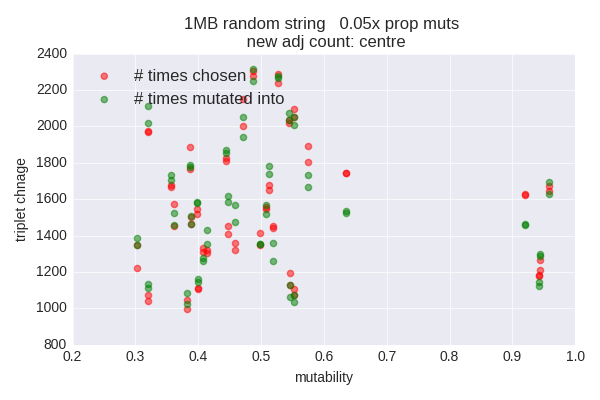 1MB random string 0.05x prop muts
new adj count: centre
2400
2200
2000
1800
1600
1400
1200
1000
800
triplet chnage
# times chosen
# times mutated into
0.2 0.3 0.4 0.5 0.6 0.7 0.8 0.9 1.0
mutability